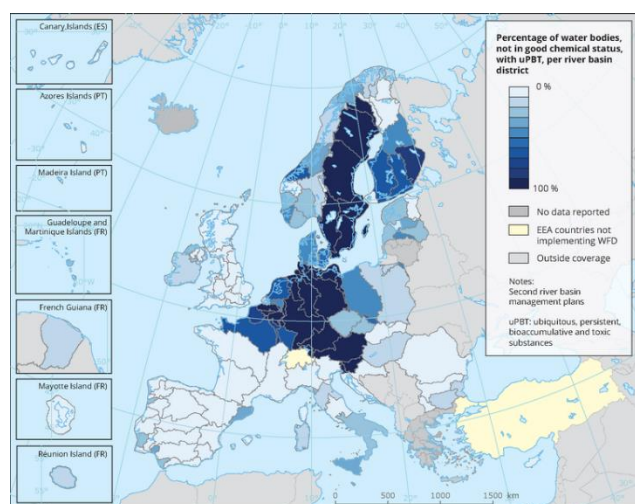 Canary Islands (ES)
Azores Islands (PT)
Madeira Island (PT)
Guadeloupe and
Martinique Islands (FR)
French Guiana (FR)
Mayotte Island (FR)
Réunion Island (FR)
Percentage of water bodies,
not in good chemical status,
with uPBT, per river basin
district
0 %
100 %
No data reported
EEA countries not
implementing WFD
Outside coverage
Notes:
Second river basin
management plans
uPBT: ubiquitous, persistent,
bioaccumulative and toxic
substances
0
500
1000
1500 km